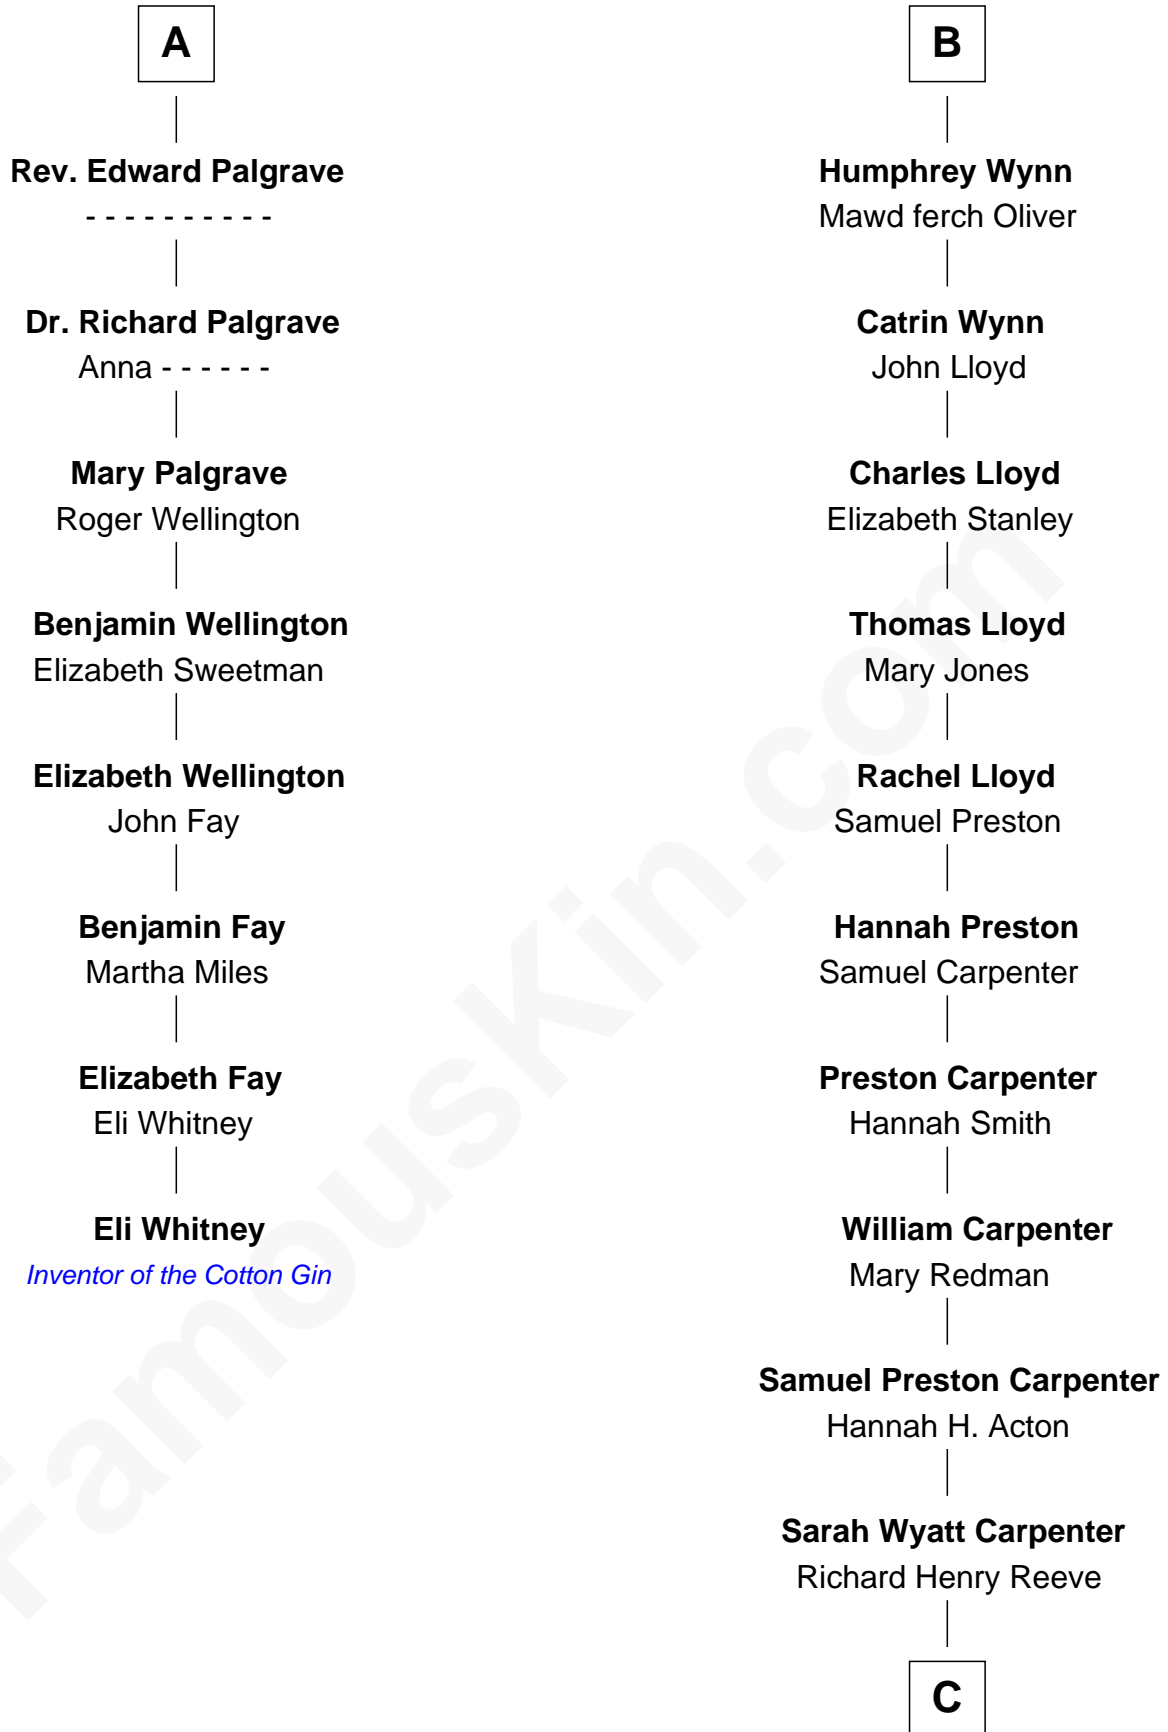 A
Rev. Edward Palgrave
- - - - - - - - - -
Dr. Richard Palgrave
Anna - - - - - -
Mary Palgrave
Roger Wellington
Benjamin Wellington
Elizabeth Sweetman
Elizabeth Wellington
John Fay
Benjamin Fay
Martha Miles
Elizabeth Fay
Eli Whitney
Eli Whitney
Inventor of the Cotton Gin
B
Humphrey Wynn
Mawd ferch Oliver
Catrin Wynn
John Lloyd
Charles Lloyd
Elizabeth Stanley
Thomas Lloyd
Mary Jones
Rachel Lloyd
Samuel Preston
Hannah Preston
Samuel Carpenter
Preston Carpenter
Hannah Smith
William Carpenter
Mary Redman
Samuel Preston Carpenter
Hannah H. Acton
Sarah Wyatt Carpenter
Richard Henry Reeve
C
FamousKin.com